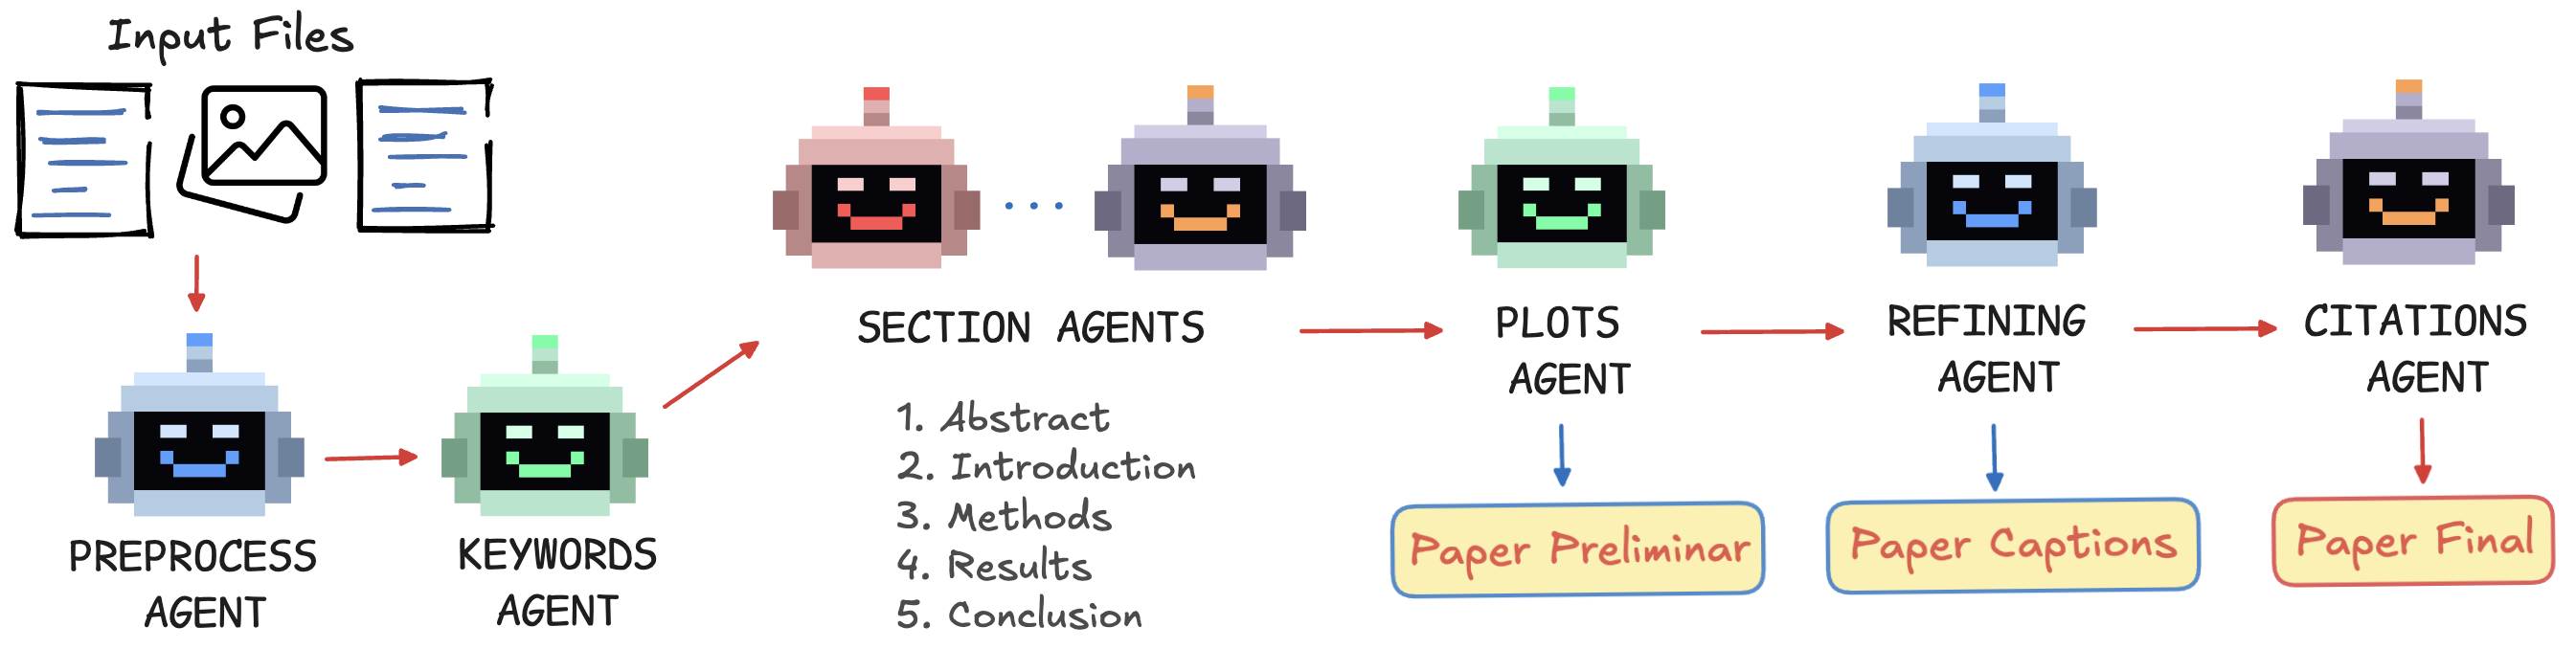 Input Files
PREPROCESS
AGENT
KEYWORDS
AGENT
SECTION AGENTS
1. Abstract
2. Introduction
3. Methods
4. Results
5. Conclusion
PLOTS
AGENT
Paper Preliminar
REFINING
AGENT
Paper Captions
CITATIONS
AGENT
Paper Final